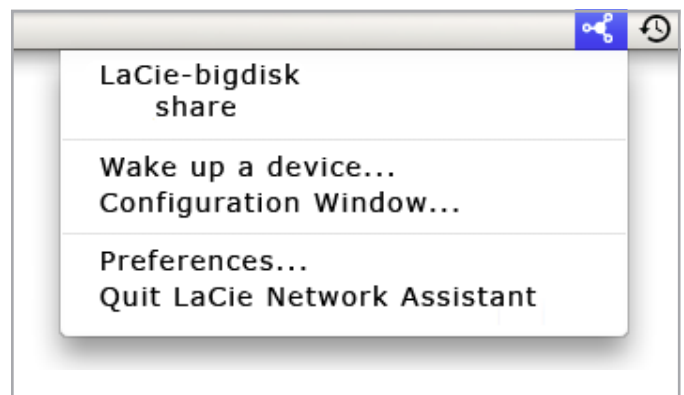 LaCie-bigdisk
share
Wake up a device...
Configuration Window...
Preferences...
Quit LaCie Network Assistant